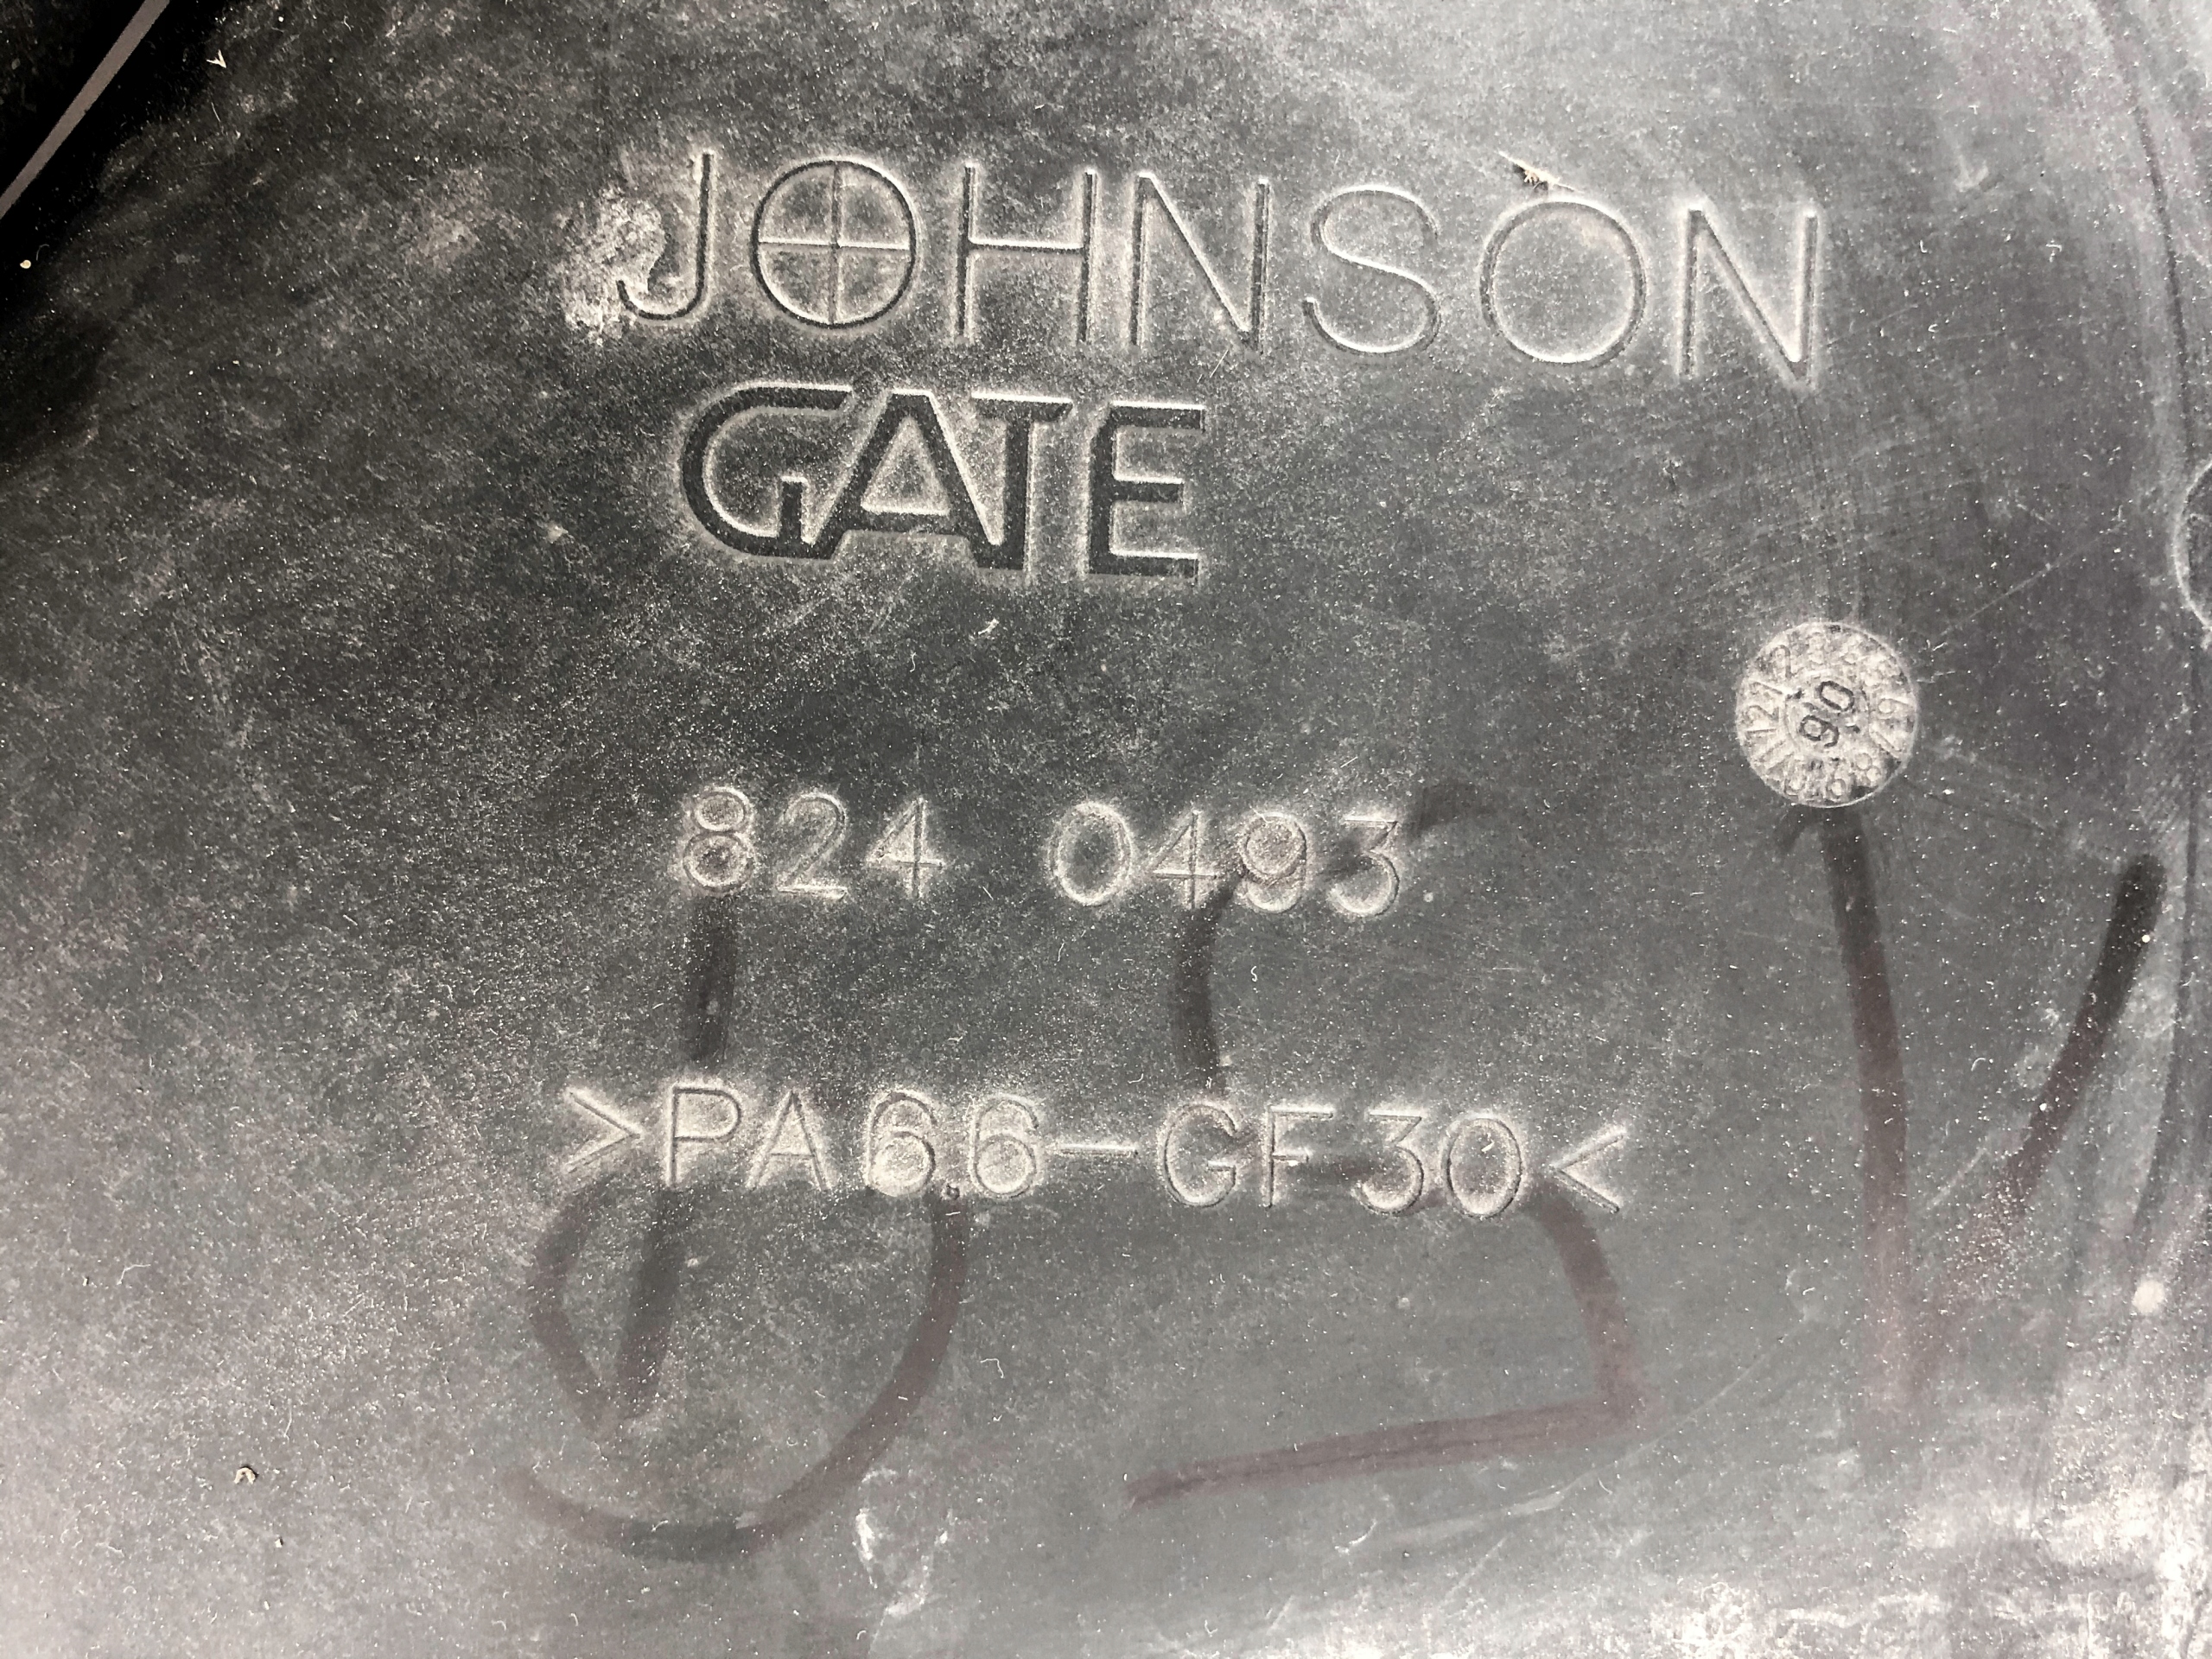 JOHNSON
GATE
824 0493
>PA66-GF30<